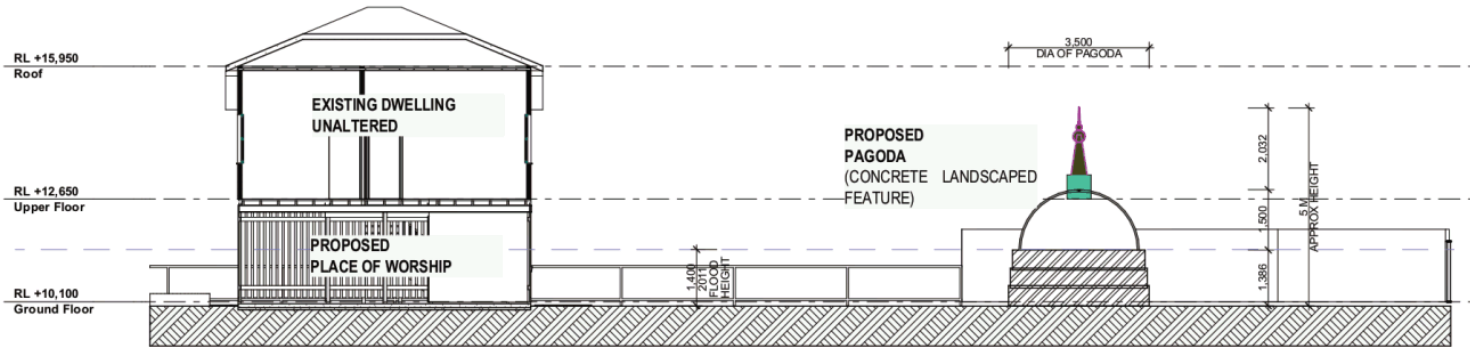 RL +15,950
Roof
3,500
DIA OF PAGODA
EXISTING DWELLING
UNALTERED
PROPOSED
PAGODA
(CONCRETE LANDSCAPED
FEATURE)
2,032
RL +12,650
Upper Floor
1,500
5 M
APPROX HEIGHT
PROPOSED
PLACE OF WORSHIP
1,400
2011
FLOOD
HEIGHT
1,386
RL +10,100
Ground Floor